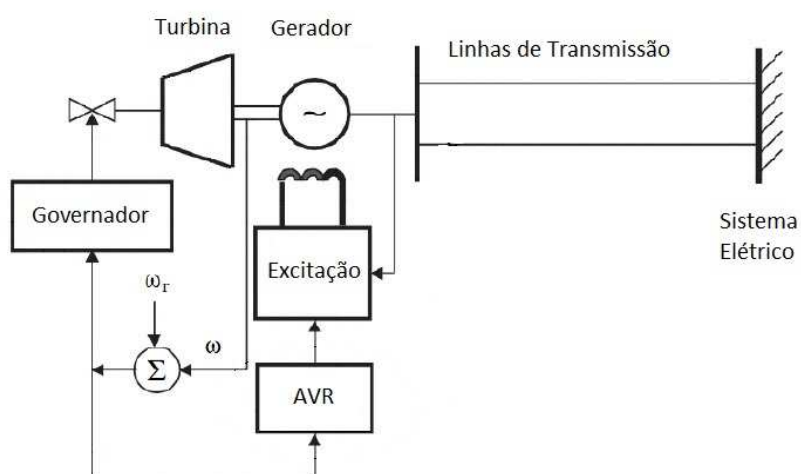 Turbina
Gerador
Linhas de Transmissão
~
Governador
Sistema
Elétrico
Excitação
ωr
ω
Σ
AVR